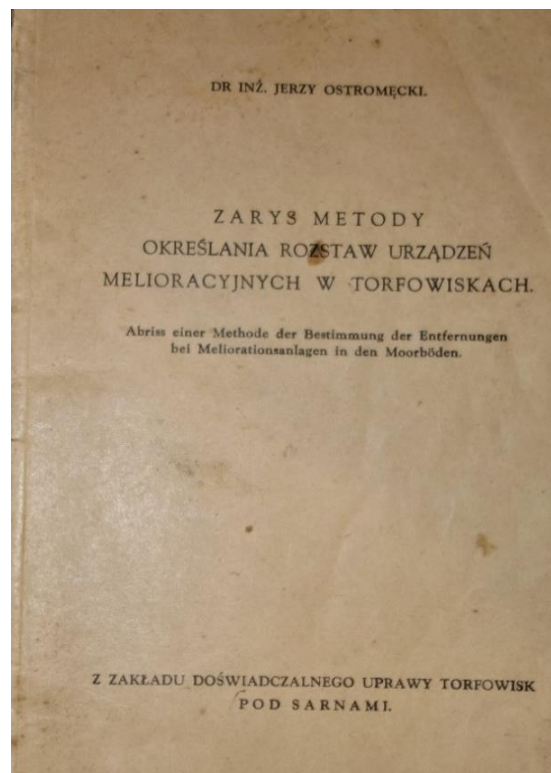 DR INŻ. JERZY OSTROMĘCKI.
ZARYS METODY
OKREŚLANIA ROZSTAW URZĄDZEŃ
MELIORACYJNYCH W TORFOWISKACH.
Abriss einer Methode der Bestimmung der Entfernungen
bei Meliorationsanlagen in den Moorböden.
Z ZAKŁADU DOŚWIADCZALNEGO UPRAWY TORFOWISK
POD SARNAMI.